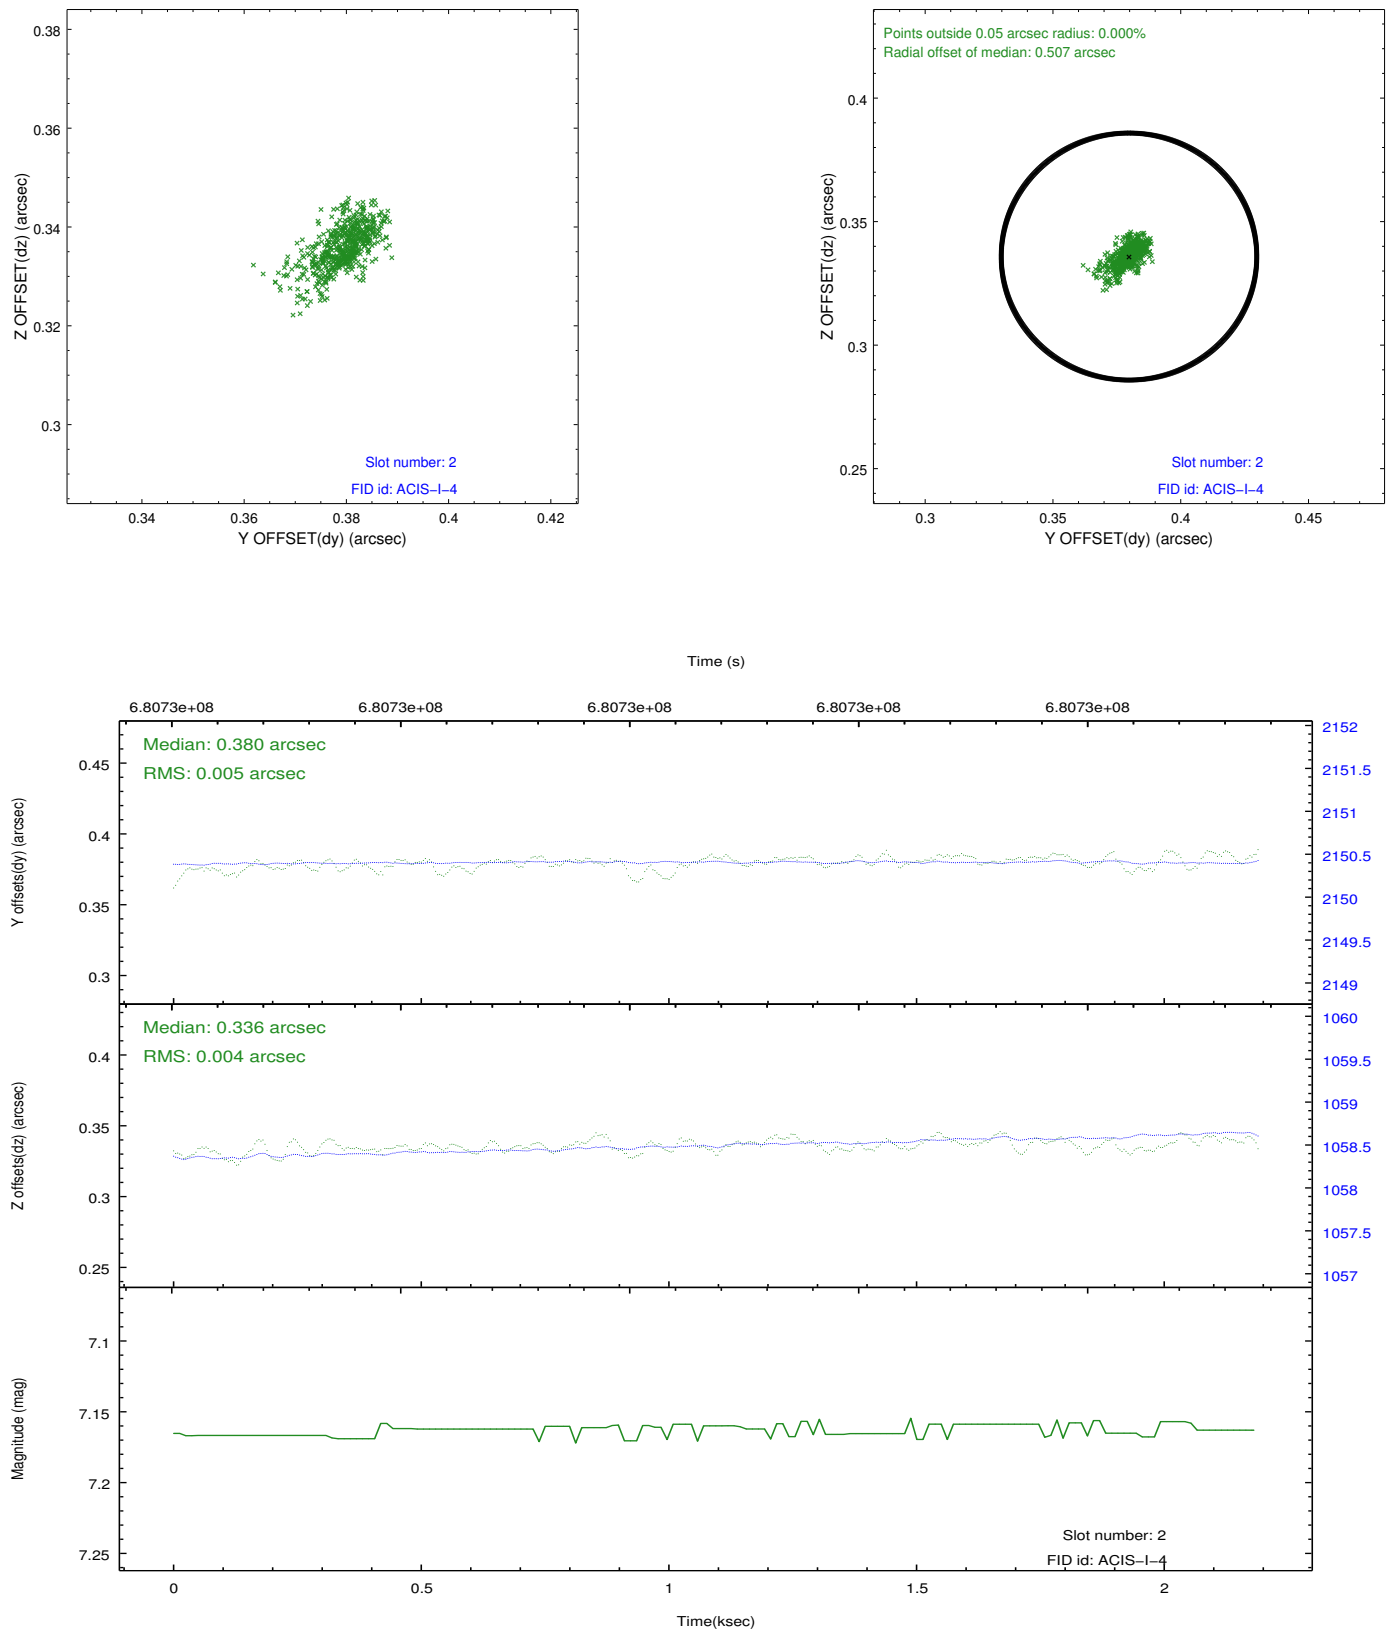 0.38
0.36
0.34
0.32
0.3
Z OFFSET(dz) (arcsec)
Slot number: 2
FID id: ACIS−I−4
0.34 0.36 0.38 0.4 0.42
Y OFFSET(dy) (arcsec)
Points outside 0.05 arcsec radius: 0.000%
Radial offset of median: 0.507 arcsec
0.4
0.35
0.3
0.25
Z OFFSET(dz) (arcsec)
Slot number: 2
FID id: ACIS−I−4
0.3 0.35 0.4 0.45
Y OFFSET(dy) (arcsec)
Time (s)
6.8073e+08 6.8073e+08 6.8073e+08 6.8073e+08 6.8073e+08
Median: 0.380 arcsec
RMS: 0.005 arcsec
0.45
0.4
0.35
0.3
Y offsets(dy) (arcsec)
2152
2151.5
2151
2150.5
2150
2149.5
2149
Median: 0.336 arcsec
RMS: 0.004 arcsec
0.4
0.35
0.3
0.25
Z offsets(dz) (arcsec)
1060
1059.5
1059
1058.5
1058
1057.5
1057
7.1
7.15
7.2
7.25
Magnitude (mag)
Slot number: 2
FID id: ACIS−I−4
0 0.5 1 1.5 2
Time(ksec)